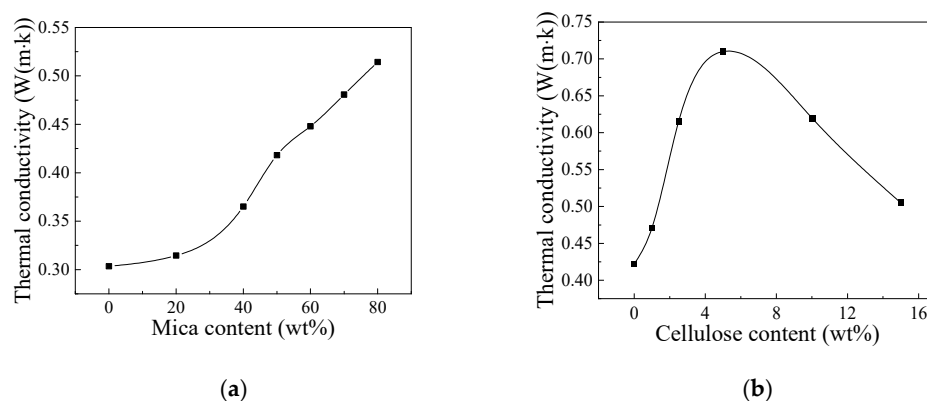 Thermal conductivity (W(m·k))
0.55
0.50
0.45
0.40
0.35
0.30
0 20 40 60 80
Mica content (wt%)
(a)
Thermal conductivity (W(m·k))
0.75
0.70
0.65
0.60
0.55
0.50
0.45
0.40
0 4 8 12 16
Cellulose content (wt%)
(b)